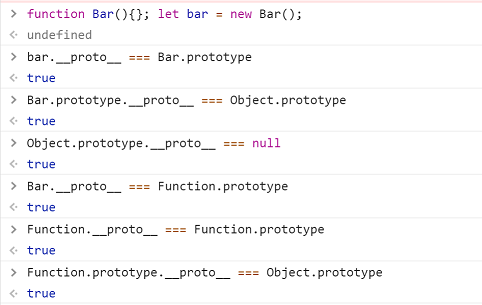 > function Bar(){}; let bar = new Bar();
< undefined
> bar.__proto__ === Bar.prototype
< true
> Bar.prototype.__proto__ === Object.prototype
< true
> Object.prototype.__proto__ === null
< true
> Bar.__proto__ === Function.prototype
< true
> Function.__proto__ === Function.prototype
< true
> Function.prototype.__proto__ === Object.prototype
< true